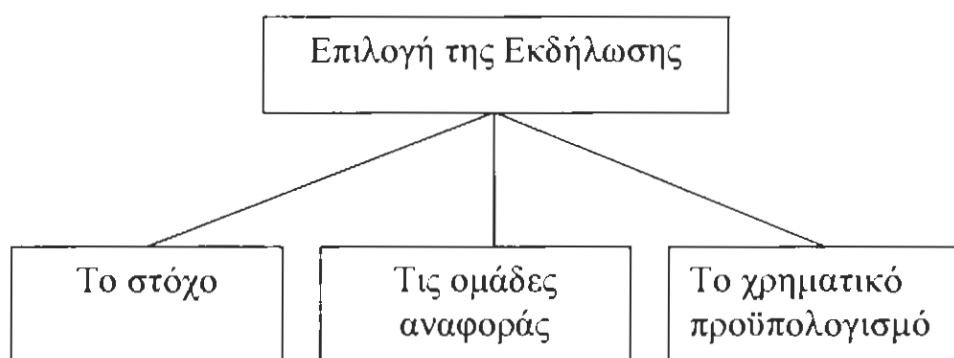 Επιλογή της Εκδήλωσης
Το στόχο
Τις ομάδες
αναφοράς
Το χρηματικό
προϋπολογισμό